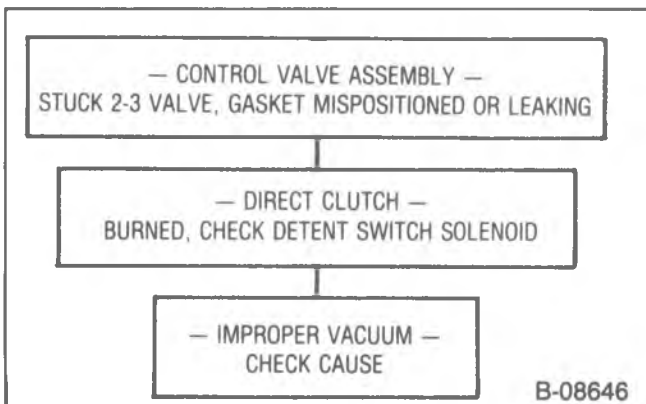 — CONTROL VALVE ASSEMBLY —
STUCK 2-3 VALVE, GASKET MISPOSITIONED OR LEAKING
— DIRECT CLUTCH —
BURNED, CHECK DETENT SWITCH SOLENOID
— IMPROPER VACUUM —
CHECK CAUSE
B-08646